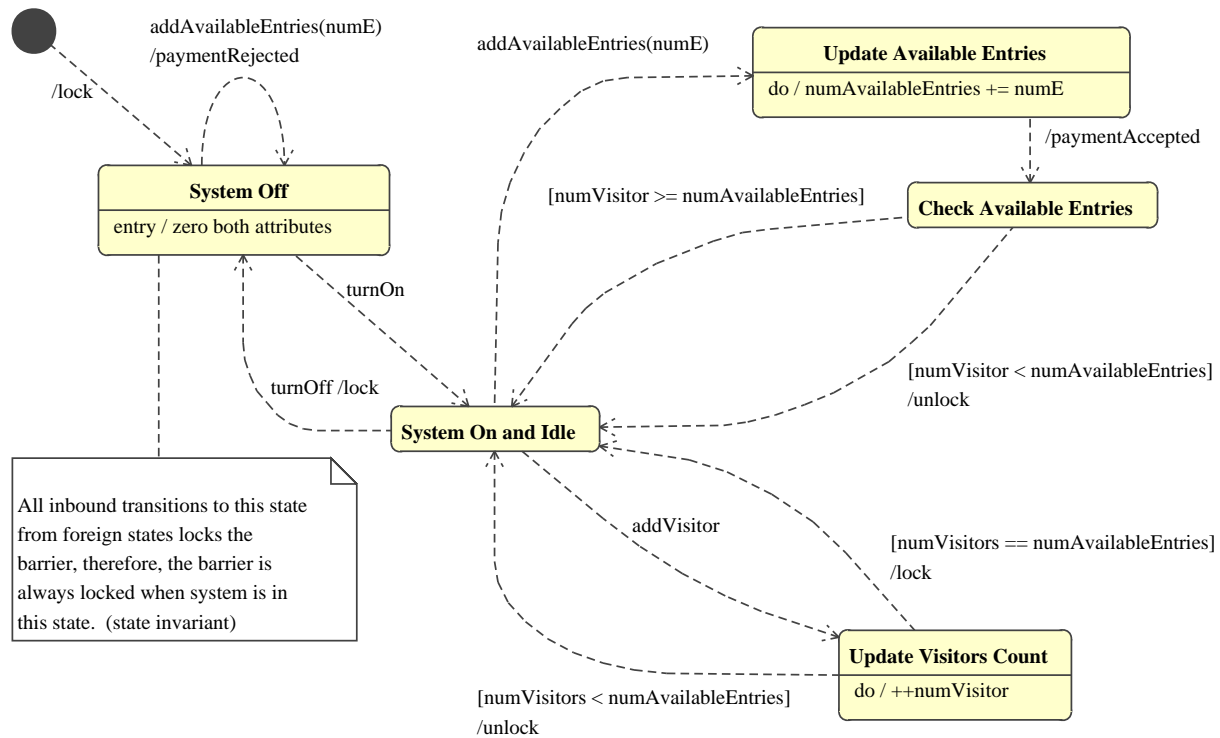 addAvailableEntries(numE)
/paymentRejected
/lock
System Off
entry / zero both attributes
addAvailableEntries(numE)
Update Available Entries
do / numAvailableEntries += numE
/paymentAccepted
[numVisitor >= numAvailableEntries]
Check Available Entries
turnOn
turnOff /lock
System On and Idle
[numVisitor < numAvailableEntries]
/unlock
All inbound transitions to this state
from foreign states locks the
barrier, therefore, the barrier is
always locked when system is in
this state.  (state invariant)
addVisitor
[numVisitors == numAvailableEntries]
/lock
Update Visitors Count
do / ++numVisitor
[numVisitors < numAvailableEntries]
/unlock